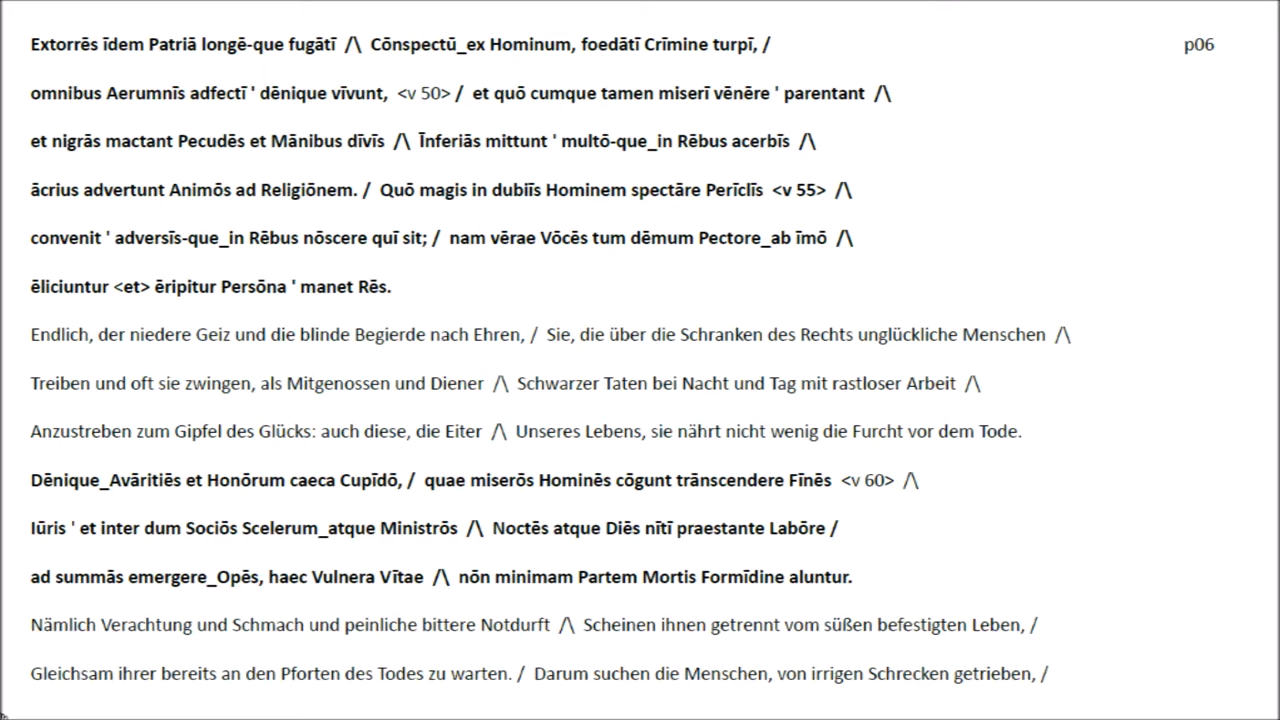 Extorrēs īdem Patriā longē-que fugātī /\ Cōnspectū_ex Hominum, foedātī Crīmine turpī, / p06
omnibus Aerumnīs adfectī ' dēnique vīvunt, <v 50> / et quō cumque tamen miserī vēnēre ' parentant /\
et nigrās mactant Pecudēs et Mānibus dīvīs /\ Īnferiās mittunt ' multō-que_in Rēbus acerbīs /\
ācrius advertunt Animōs ad Religiōnem. / Quō magis in dubiīs Hominem spectāre Perīclīs <v 55> /\
convenit ' adversīs-que_in Rēbus nōscere quī sit; / nam vērae Vōcēs tum dēmum Pectore_ab īmō /\
ēliciuntur <et> ēripitur Persōna ' manet Rēs.
Endlich, der niedere Geiz und die blinde Begierde nach Ehren, / Sie, die über die Schranken des Rechts unglückliche Menschen /\
Treiben und oft sie zwingen, als Mitgenossen und Diener /\ Schwarzer Taten bei Nacht und Tag mit rastloser Arbeit /\
Anzustreben zum Gipfel des Glücks: auch diese, die Eiter /\ Unseres Lebens, sie nährt nicht wenig die Furcht vor dem Tode.
Dēnique_Avāritiēs et Honōrum caeca Cupīdō, / quae miserōs Hominēs cōgunt trānscendere Fīnēs <v 60> /\
Iūris ' et inter dum Sociōs Scelerum_atque Ministrōs /\ Noctēs atque Diēs nītī praestante Labōre /
ad summās emergere_Opēs, haec Vulnera Vītae /\ nōn minimam Partem Mortis Formīdine aluntur.
Nämlich Verachtung und Schmach und peinliche bittere Notdurft /\ Scheinen ihnen getrennt vom süßen befestigten Leben, /
Gleichsam ihrer bereits an den Pforten des Todes zu warten. / Darum suchen die Menschen, von irrigen Schrecken getrieben, /